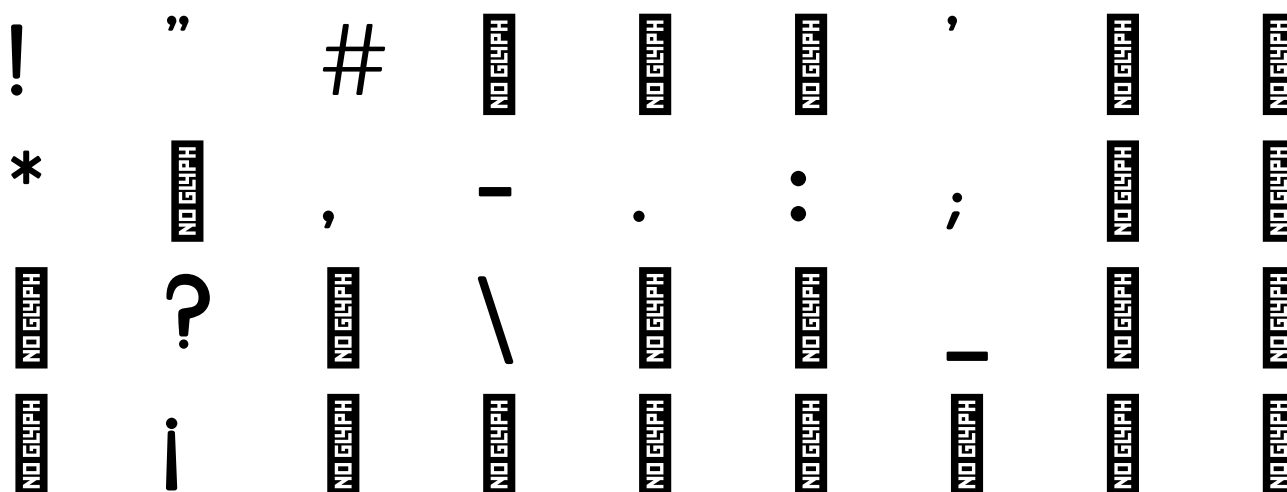 ! ” # NO GLYPH NO GLYPH NO GLYPH ’ NO GLYPH NO GLYPH
* NO GLYPH , - . : ; NO GLYPH NO GLYPH
NO GLYPH ? NO GLYPH \ NO GLYPH NO GLYPH _ NO GLYPH NO GLYPH
NO GLYPH ¡ NO GLYPH NO GLYPH NO GLYPH NO GLYPH NO GLYPH NO GLYPH NO GLYPH